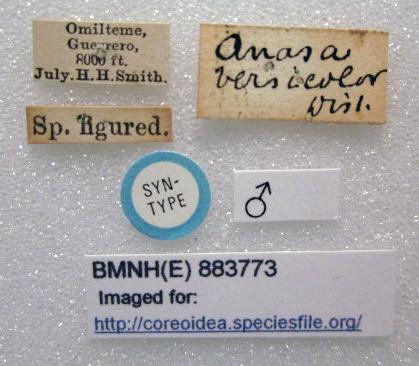 Omilteme,
Guerrero,
8000 ft.
July. H. H. Smith.
Anasa
versicolor
Dist.
Sp. figured.
SYN-
TYPE
♂
BMNH(E) 883773
Imaged for:
http://coreoidea.speciesfile.org/